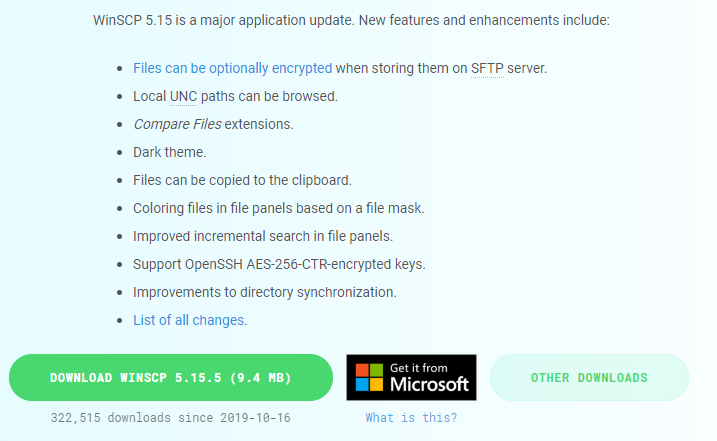 WinSCP 5.15 is a major application update. New features and enhancements include:
Files can be optionally encrypted when storing them on SFTP server.
Local UNC paths can be browsed.
Compare Files extensions.
Dark theme.
Files can be copied to the clipboard.
Coloring files in file panels based on a file mask.
Improved incremental search in file panels.
Support OpenSSH AES-256-CTR-encrypted keys.
Improvements to directory synchronization.
List of all changes.
DOWNLOAD WINSCP 5.15.5 (9.4 MB)
Get it from
Microsoft
OTHER DOWNLOADS
322,515 downloads since 2019-10-16
What is this?